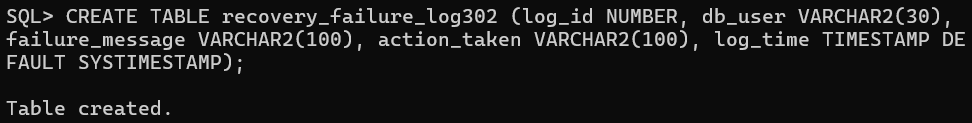 SQL> CREATE TABLE recovery_failure_log302 (log_id NUMBER, db_user VARCHAR2(30),
failure_message VARCHAR2(100), action_taken VARCHAR2(100), log_time TIMESTAMP DE
FAULT SYSTIMESTAMP);

Table created.